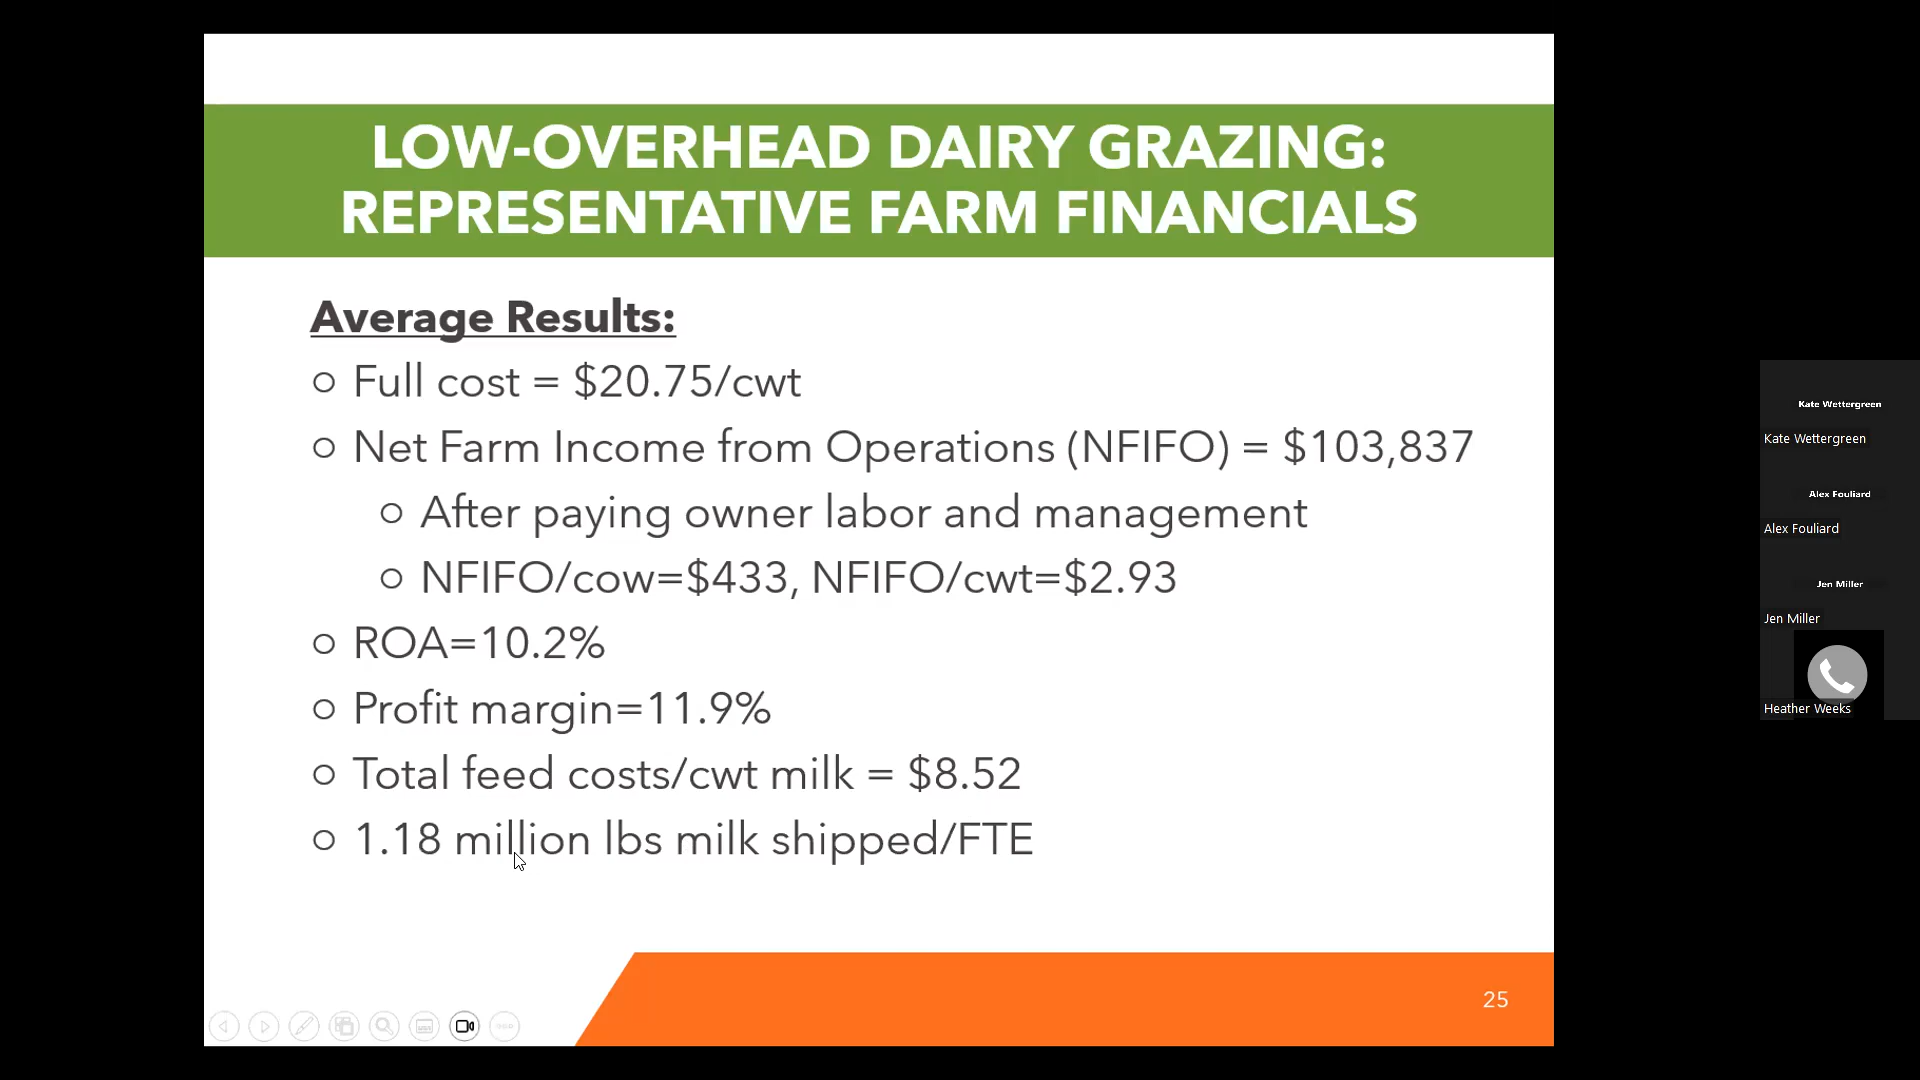 LOW-OVERHEAD DAIRY GRAZING:
REPRESENTATIVE FARM FINANCIALS
Average Results:
Full cost = $20.75/cwt
Net Farm Income from Operations (NFIFO) = $103,837
After paying owner labor and management
NFIFO/cow=$433, NFIFO/cwt=$2.93
ROA=10.2%
Profit margin=11.9%
Total feed costs/cwt milk = $8.52
1.18 million lbs milk shipped/FTE
25
Kate Wettergreen
Kate Wettergreen
Alex Fouliard
Alex Fouliard
Jen Miller
Jen Miller
Heather Weeks